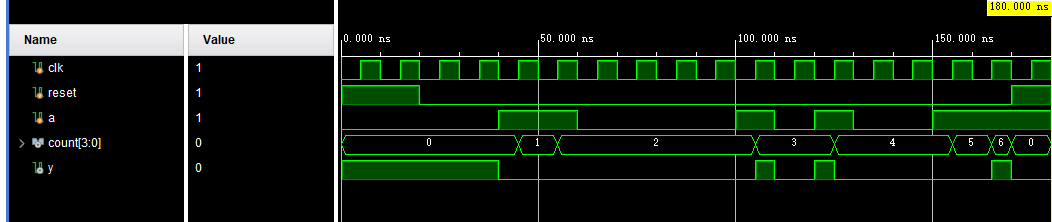 180.000 ns
Name Value
0.000 ns 50.000 ns 100.000 ns 150.000 ns
clk 1
reset 1
a 1
count[3:0] 0 0 1 2 3 4 5 6 0
y 0